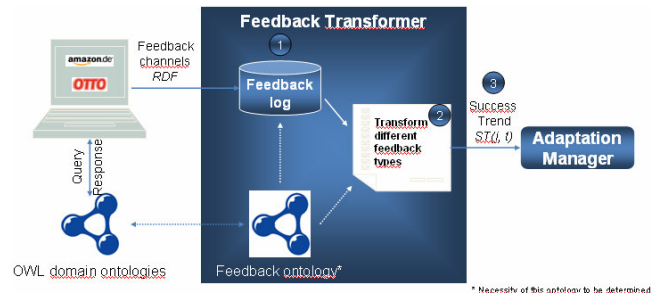 Feedback Transformer
amazon.de
OTTO
Feedback
channels
RDF
1
Feedback
log
Transform
different
feedback
types
2
3
Success
Trend
ST(i, t)
Adaptation
Manager
Query
Response
OWL domain ontologies
Feedback ontology*
* Necessity of this ontology to be determined